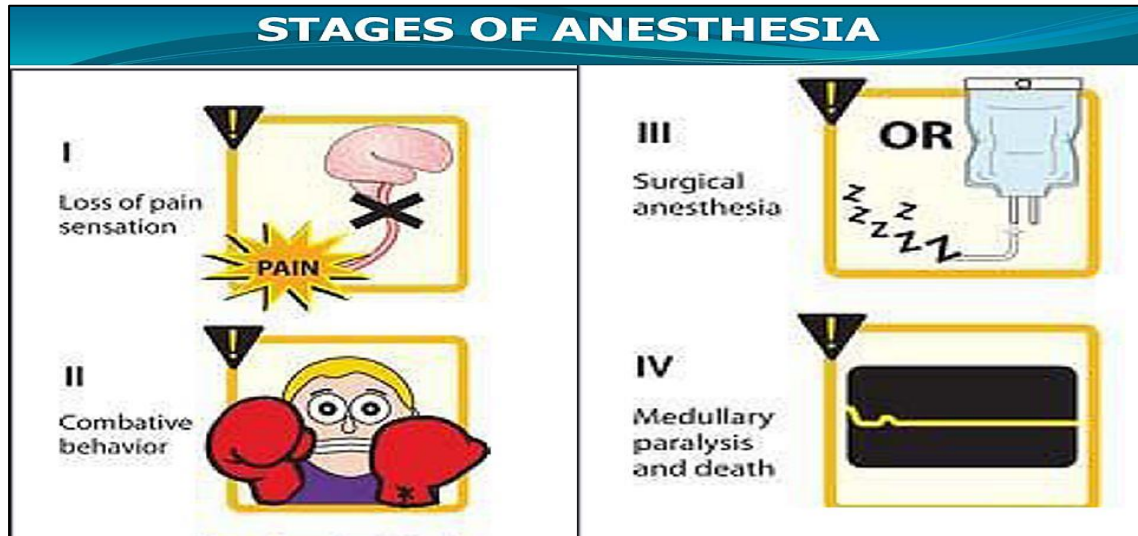 STAGES OF ANESTHESIA
I
Loss of pain
sensation
PAIN
II
Combative
behavior
III
Surgical
anesthesia
OR
z
z
z
z
z
z
IV
Medullary
paralysis
and death